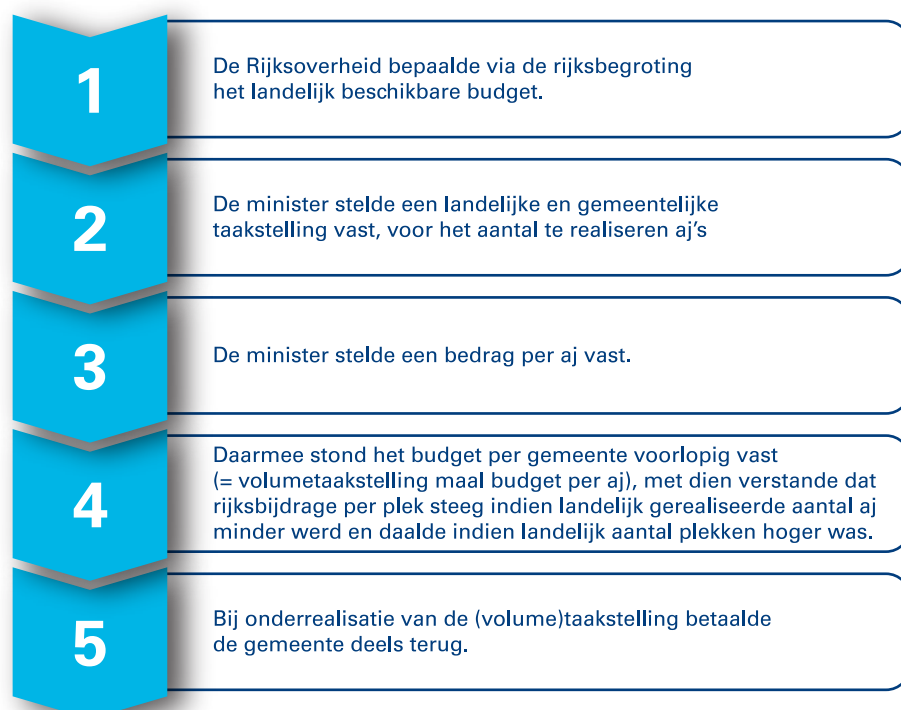 1
De Rijksoverheid bepaalde via de rijksbegroting
het landelijk beschikbare budget.
2
De minister stelde een landelijke en gemeentelijke
taakstelling vast, voor het aantal te realiseren aj's
3
De minister stelde een bedrag per aj vast.
4
Daarmee stond het budget per gemeente voorlopig vast
(= volumetaakstelling maal budget per aj), met dien verstande dat
rijksbijdrage per plek steeg indien landelijk gerealiseerde aantal aj
minder werd en daalde indien landelijk aantal plekken hoger was.
5
Bij onderrealisatie van de (volume)taakstelling betaalde
de gemeente deels terug.